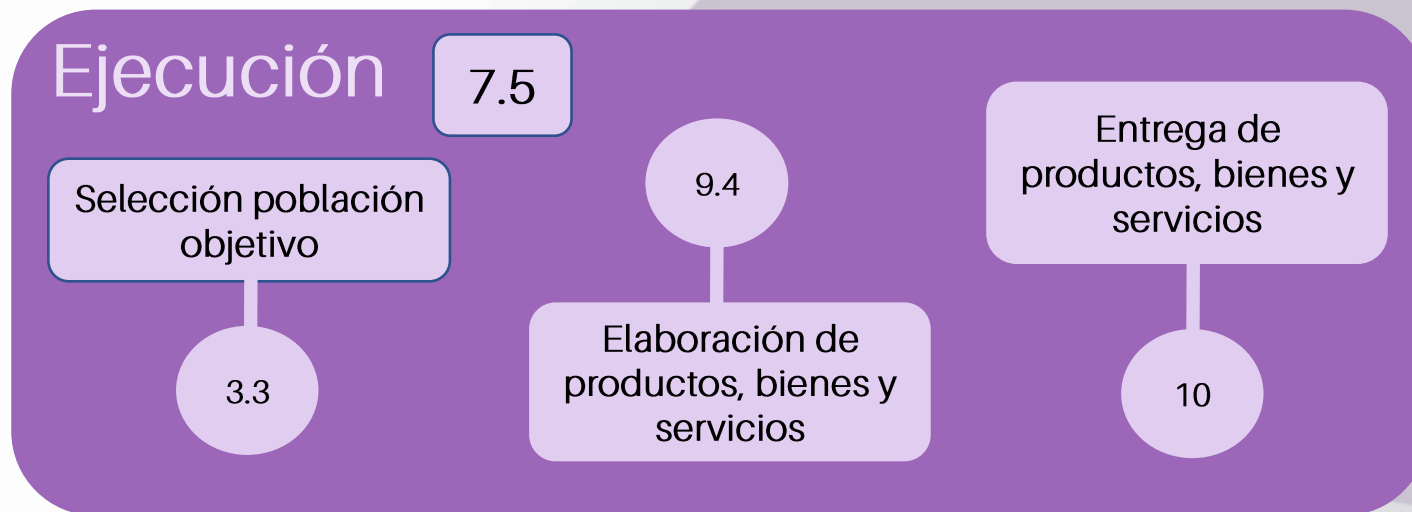 Ejecución
7.5
Selección población
objetivo
3.3
9.4
Elaboración de
productos, bienes y
servicios
Entrega de
productos, bienes y
servicios
10